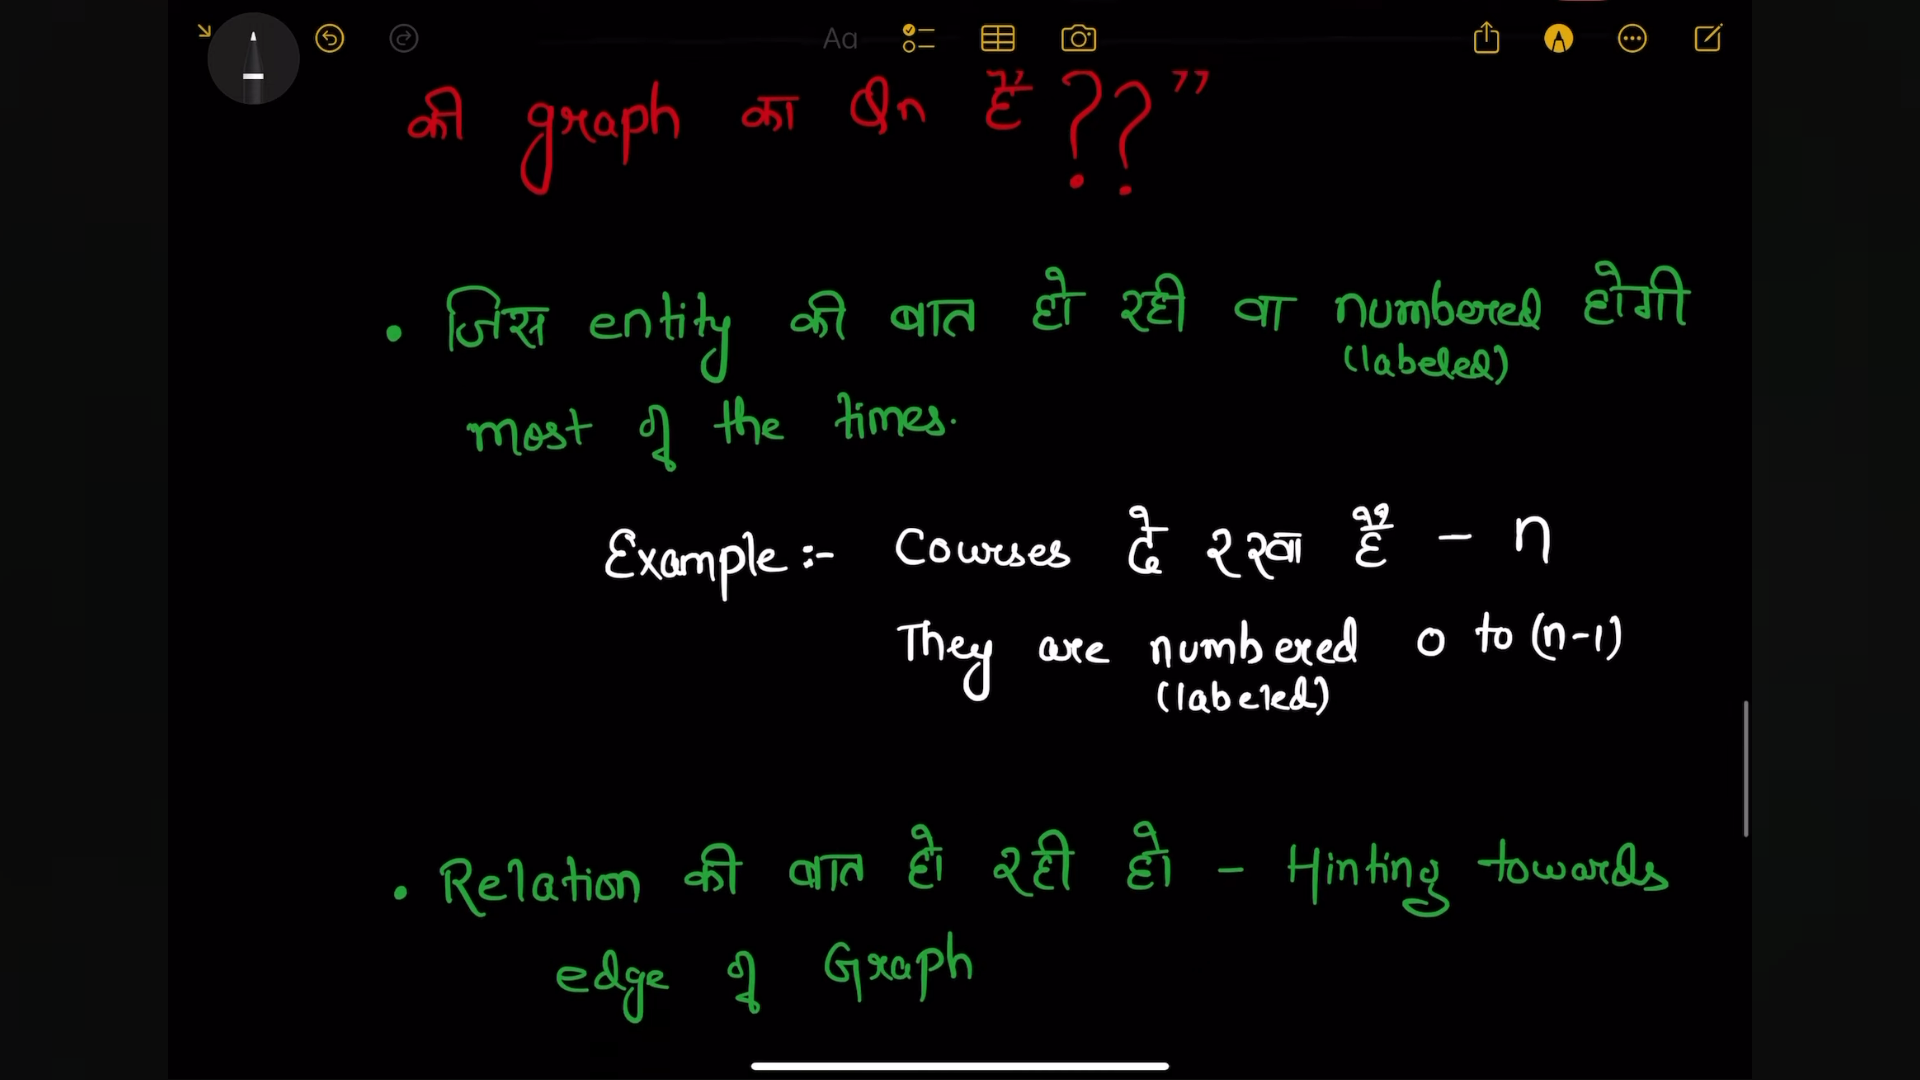 Aa
की graph का Qn है ??”
• जिस entity की बात हो रही वो numbered होगी
(labeled)
most of the times.
Example :- Courses दे रखा है - n
They are numbered 0 to (n-1)
(labeled)
• Relation की बात हो रही हो - Hinting towards
edge of Graph